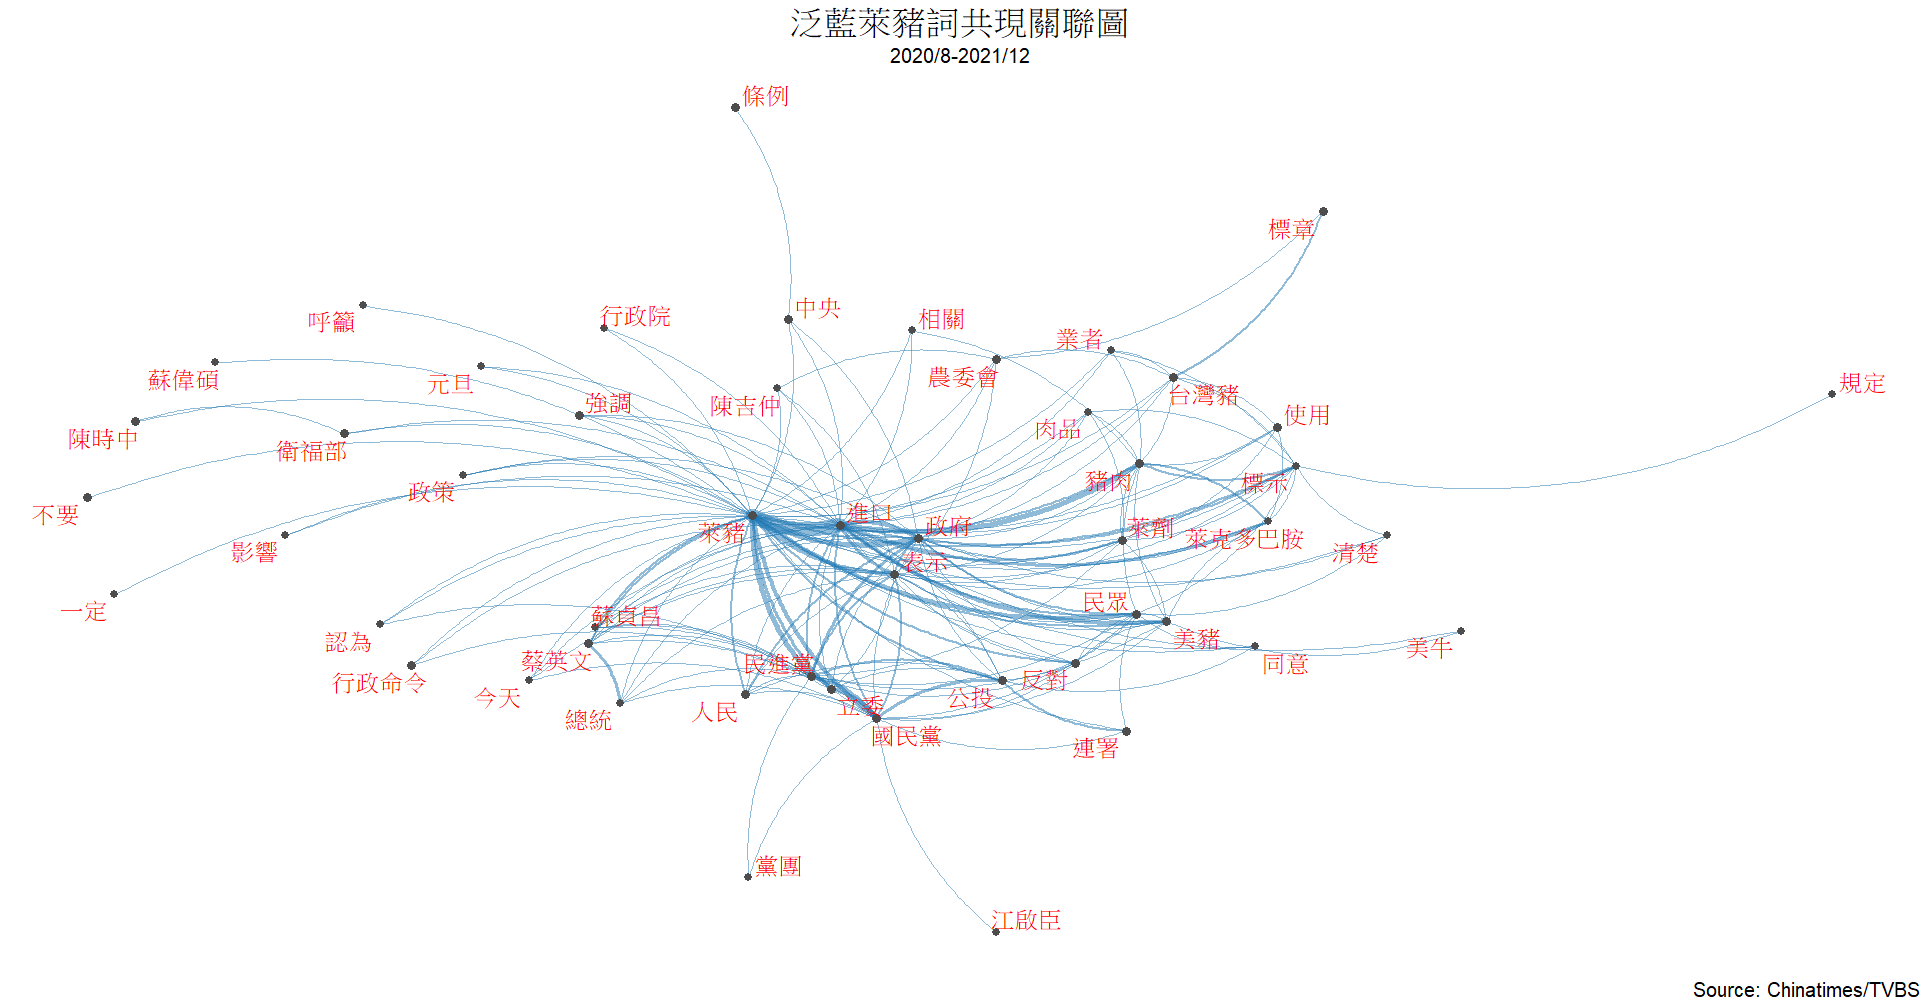 泛藍萊豬詞共現關聯圖
2020/8-2021/12
條例
標章
中央
行政院
相關
呼籲
業者
蘇偉碩
元旦
陳吉仲
農委會
台灣豬
規定
強調
使用
陳時中
衛福部
肉品
政策
豬肉
標示
不要
萊豬
進口
政府
萊劑
萊克多巴胺
影響
表示
清楚
一定
蘇貞昌
民眾
認為
美豬
美牛
蔡英文
民進黨
同意
行政命令
反對
今天
公投
總統
人民
立委
國民黨
連署
黨團
江啟臣
Source: Chinatimes/TVBS